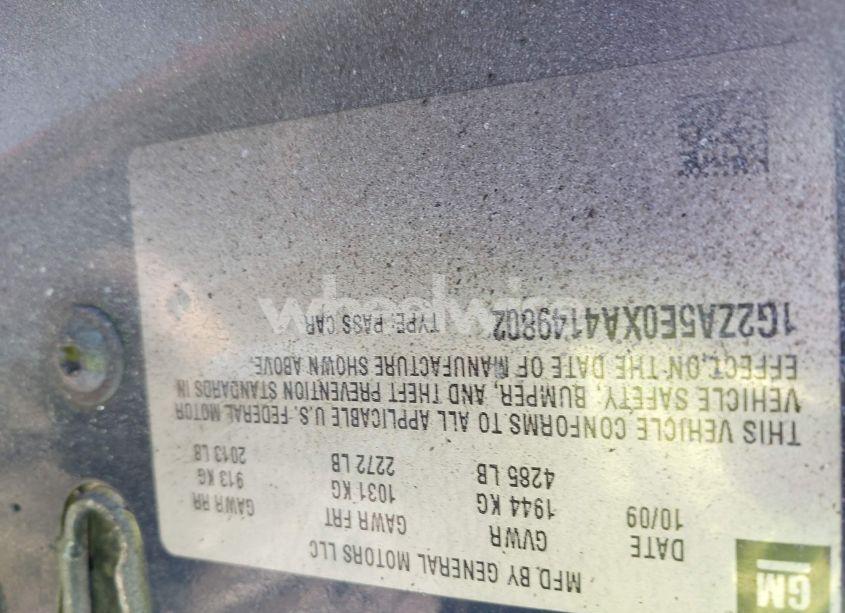 GM
MFD BY GENERAL MOTORS LLC
DATE GVWR GAWR FRT GAWR RR
10/09 1944 KG 1031 KG 913 KG
4285 LB 2272 LB 2013 LB
THIS VEHICLE CONFORMS TO ALL APPLICABLE U.S. FEDERAL MOTOR
VEHICLE SAFETY, BUMPER, AND THEFT PREVENTION STANDARDS IN
EFFECT ON THE DATE OF MANUFACTURE SHOWN ABOVE.
1G2ZA5E0XA4149802 TYPE: PASS CAR